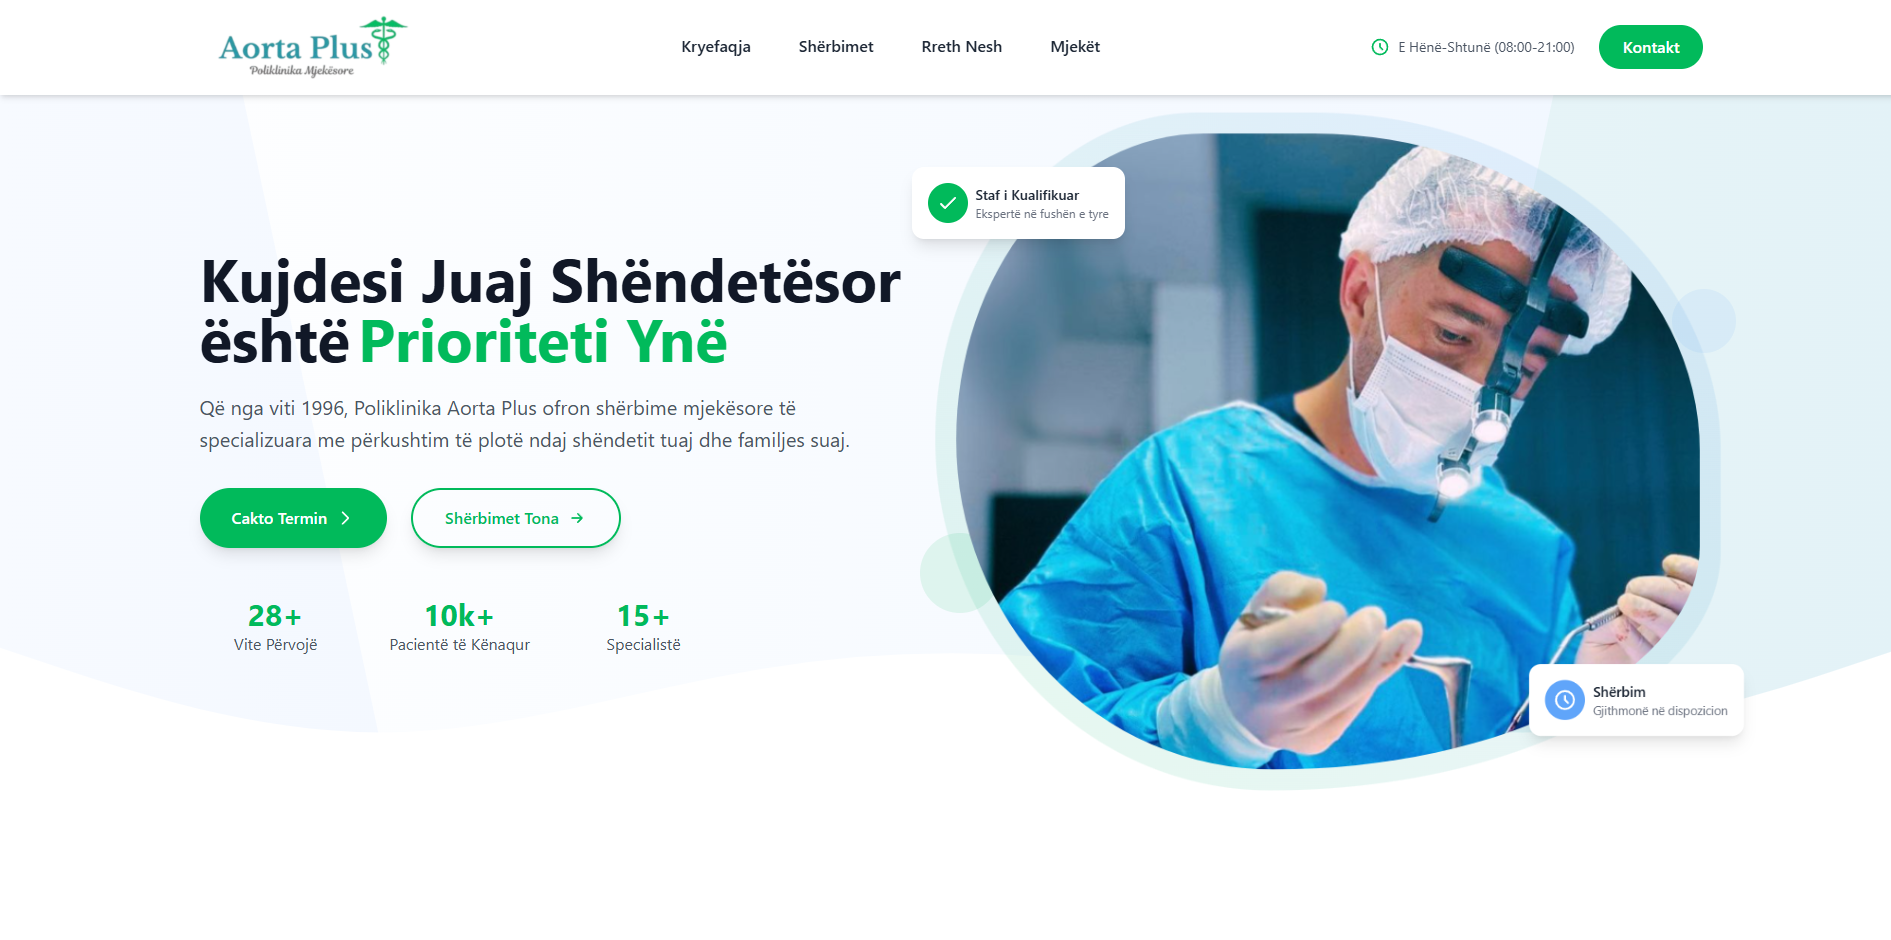 Aorta Plus
Poliklinika Mjekësore
Kryefaqja
Shërbimet
Rreth Nesh
Mjekët
E Hënë-Shtunë (08:00-21:00)
Kontakt
Staf i Kualifikuar
Ekspertë në fushën e tyre
Kujdesi Juaj Shëndetësor
është Prioriteti Ynë
Që nga viti 1996, Poliklinika Aorta Plus ofron shërbime mjekësore të
specializuara me përkushtim të plotë ndaj shëndetit tuaj dhe familjes suaj.
Cakto Termin
Shërbimet Tona
28+
Vite Përvojë
10k+
Pacientë të Kënaqur
15+
Specialistë
Shërbim
Gjithmonë në dispozicion